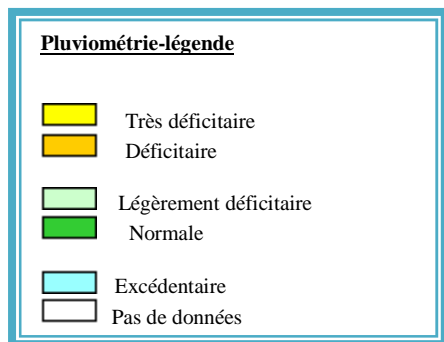 Pluviométrie-légende
Très déficitaire
Déficitaire
Légèrement déficitaire
Normale
Excédentaire
Pas de données